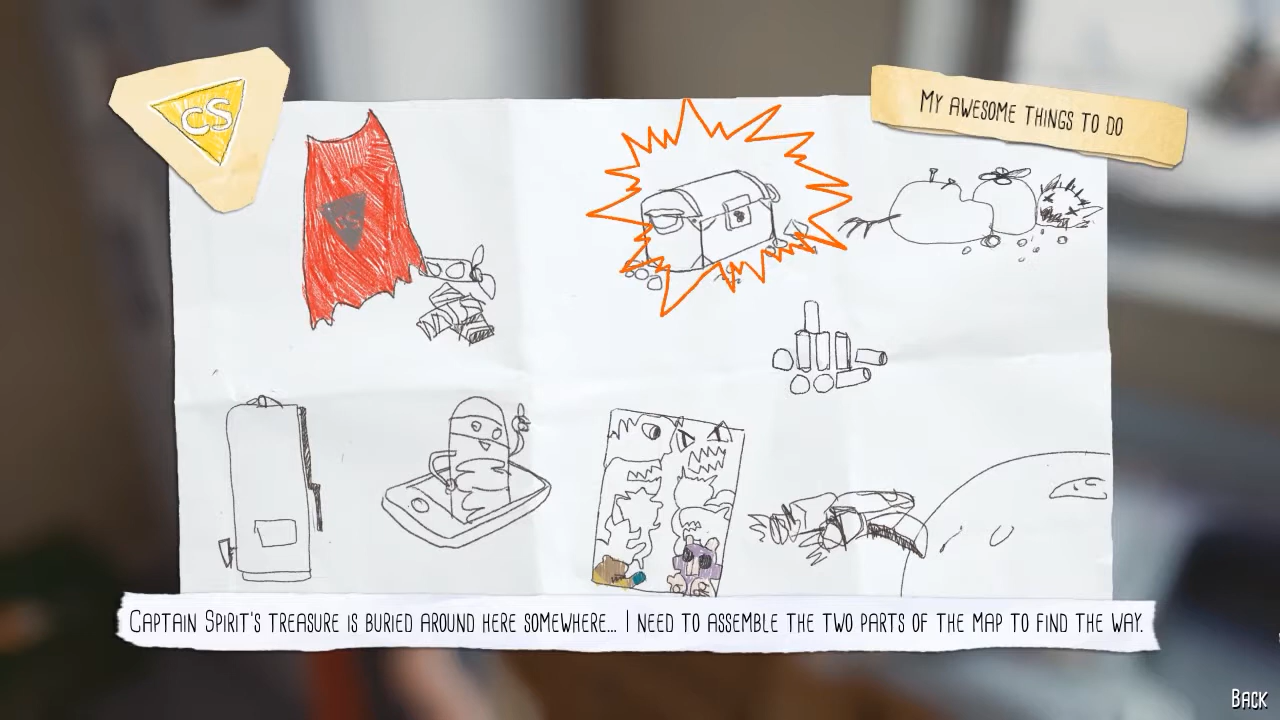 CS
MY AWESOME THINGS TO DO
CAPTAIN SPIRIT'S TREASURE IS BURIED AROUND HERE SOMEWHERE... I NEED TO ASSEMBLE THE TWO PARTS OF THE MAP TO FIND THE WAY.
BACK